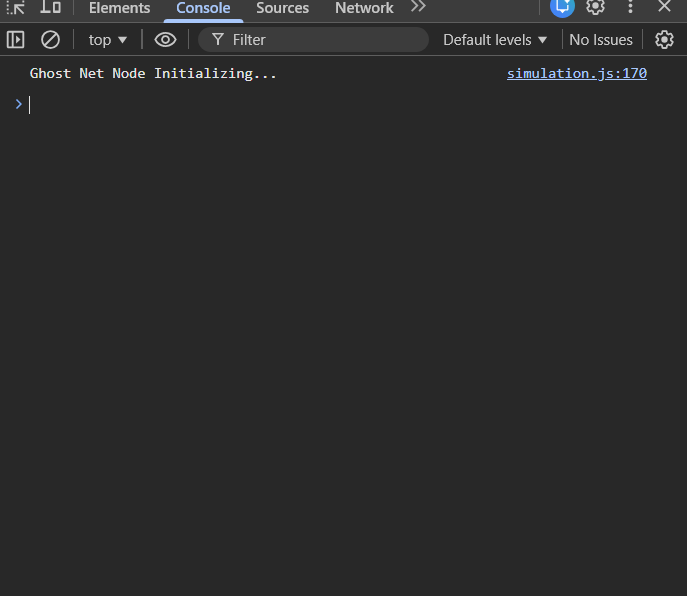 Elements Console Sources Network
top Filter Default levels No Issues
Ghost Net Node Initializing... simulation.js:170